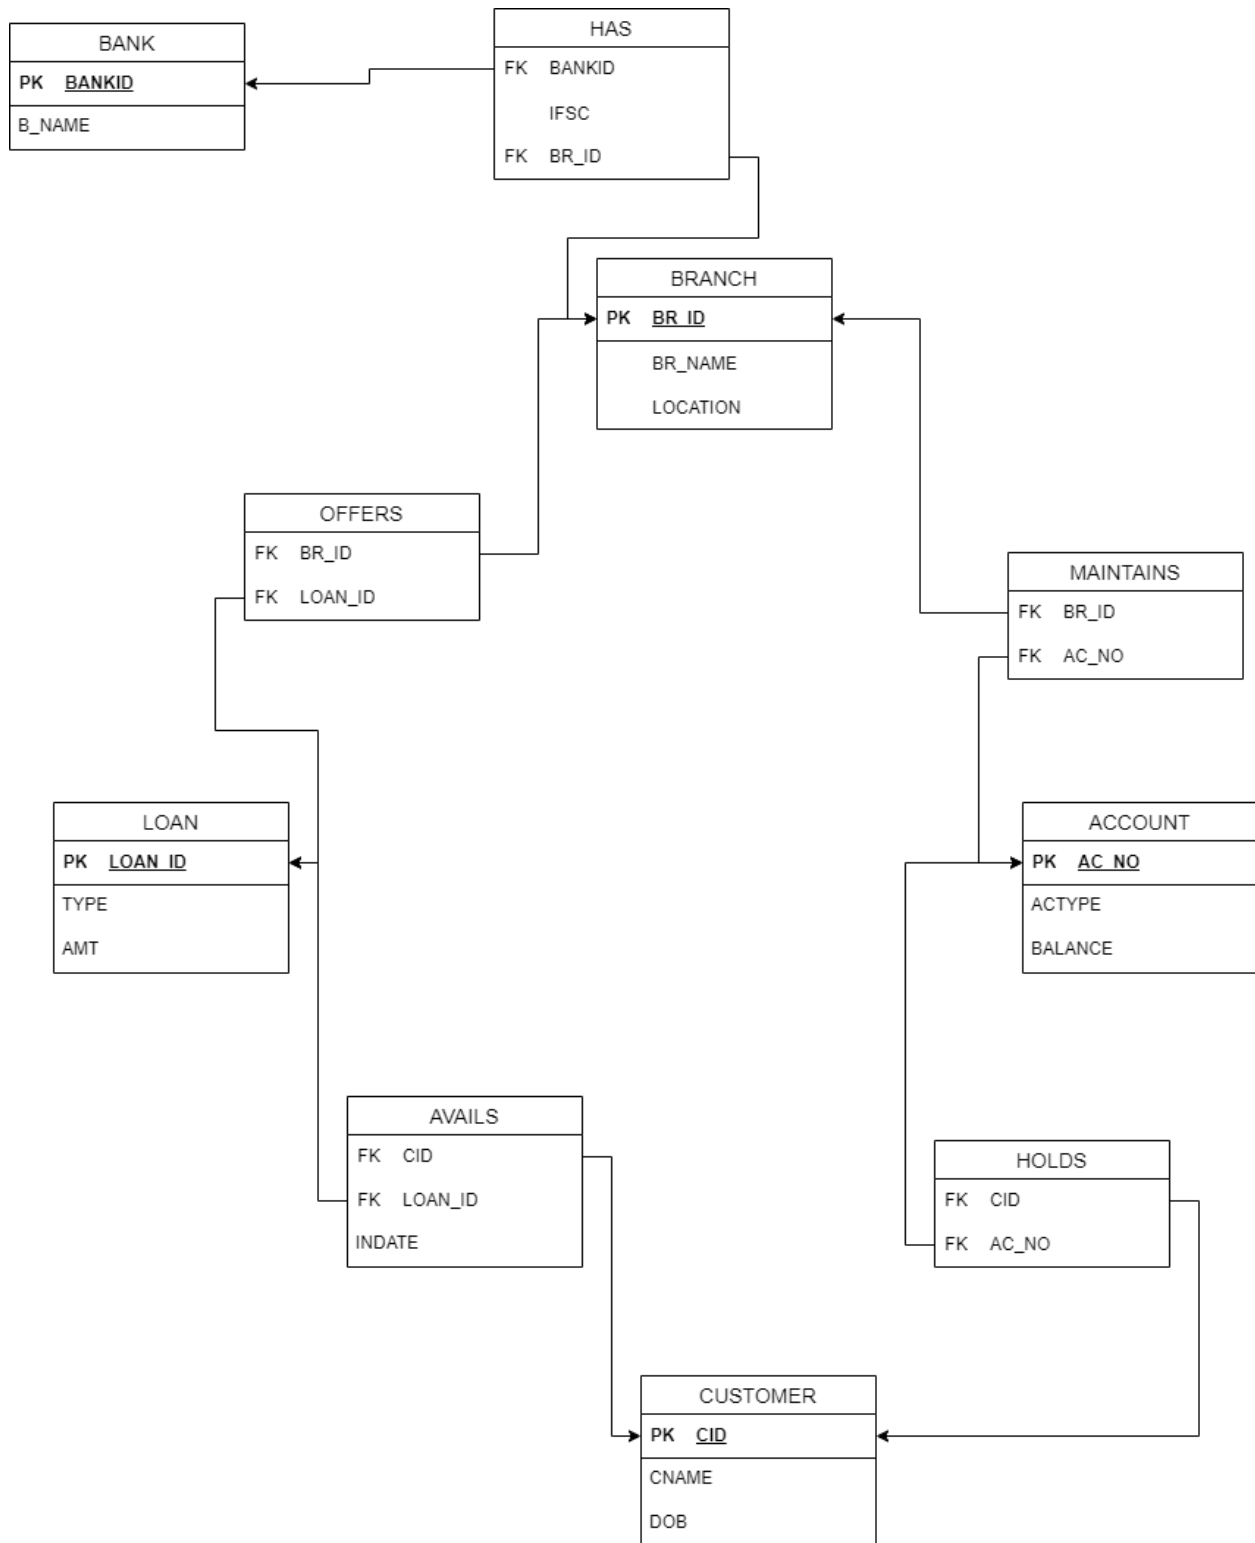 BANK
PK BANKID
B_NAME
HAS
FK BANKID
IFSC
FK BR_ID
BRANCH
PK BR_ID
BR_NAME
LOCATION
OFFERS
FK BR_ID
FK LOAN_ID
MAINTAINS
FK BR_ID
FK AC_NO
LOAN
PK LOAN_ID
TYPE
AMT
ACCOUNT
PK AC_NO
ACTYPE
BALANCE
AVAILS
FK CID
FK LOAN_ID
INDATE
HOLDS
FK CID
FK AC_NO
CUSTOMER
PK CID
CNAME
DOB